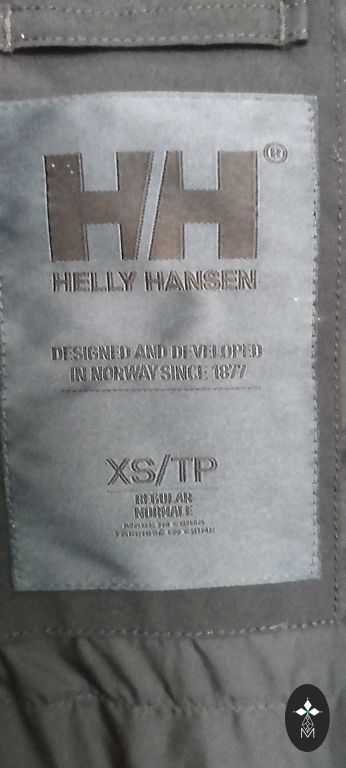 HH®
HELLY HANSEN
DESIGNED AND DEVELOPED
IN NORWAY SINCE 1877
XS/TP
REGULAR
NORMALE
MADE IN CHINA
FABRIQUÉ EN CHINE
M